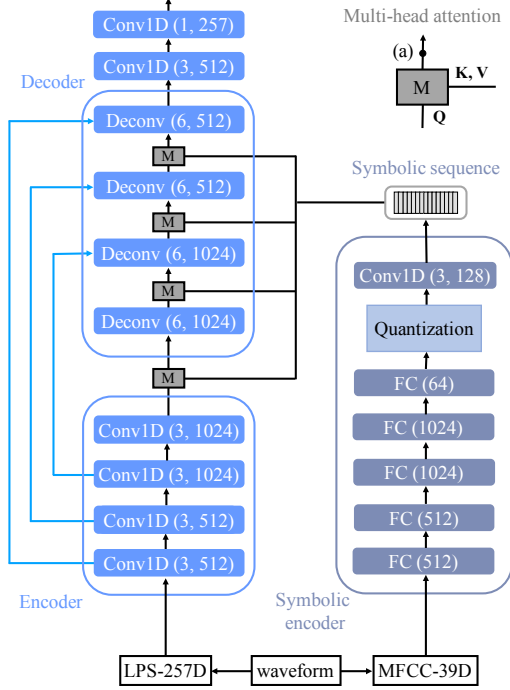 Conv1D (1, 257)
Conv1D (3, 512)
Decoder
Deconv (6, 512)
M
Deconv (6, 512)
M
Deconv (6, 1024)
M
Deconv (6, 1024)
M
Conv1D (3, 1024)
Conv1D (3, 1024)
Conv1D (3, 512)
Conv1D (3, 512)
Encoder
LPS-257D
waveform
MFCC-39D
Multi-head attention
(a)
M
K, V
Q
Symbolic sequence
Conv1D (3, 128)
Quantization
FC (64)
FC (1024)
FC (1024)
FC (512)
FC (512)
Symbolic
encoder